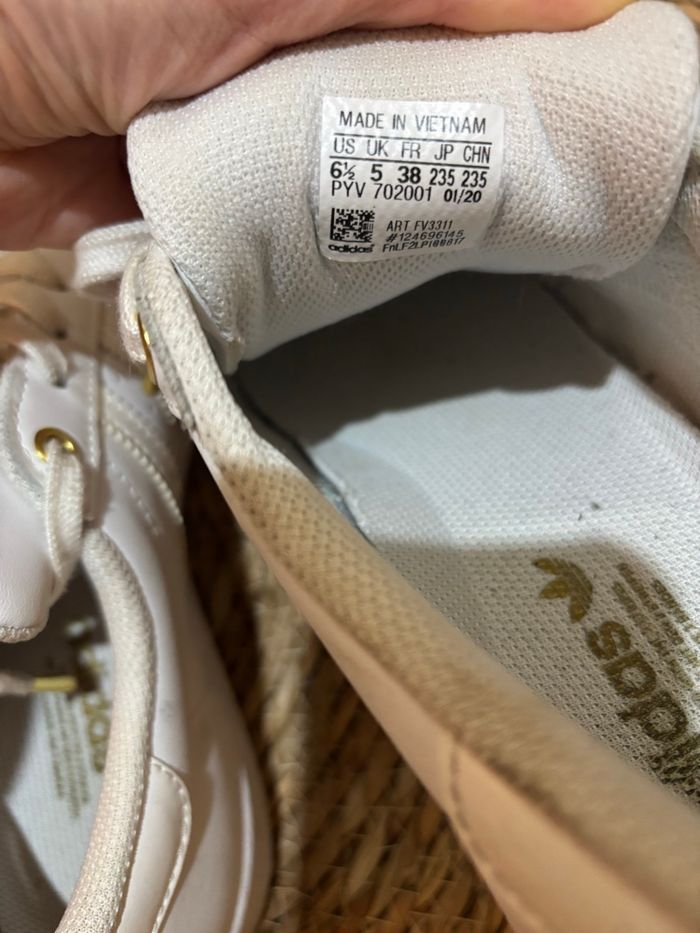 MADE IN VIETNAM
US UK FR JP CHN
6½ 5 38 235 235
PYV 702001 01/20
ART FV3311
#124696145
adidas
adidas